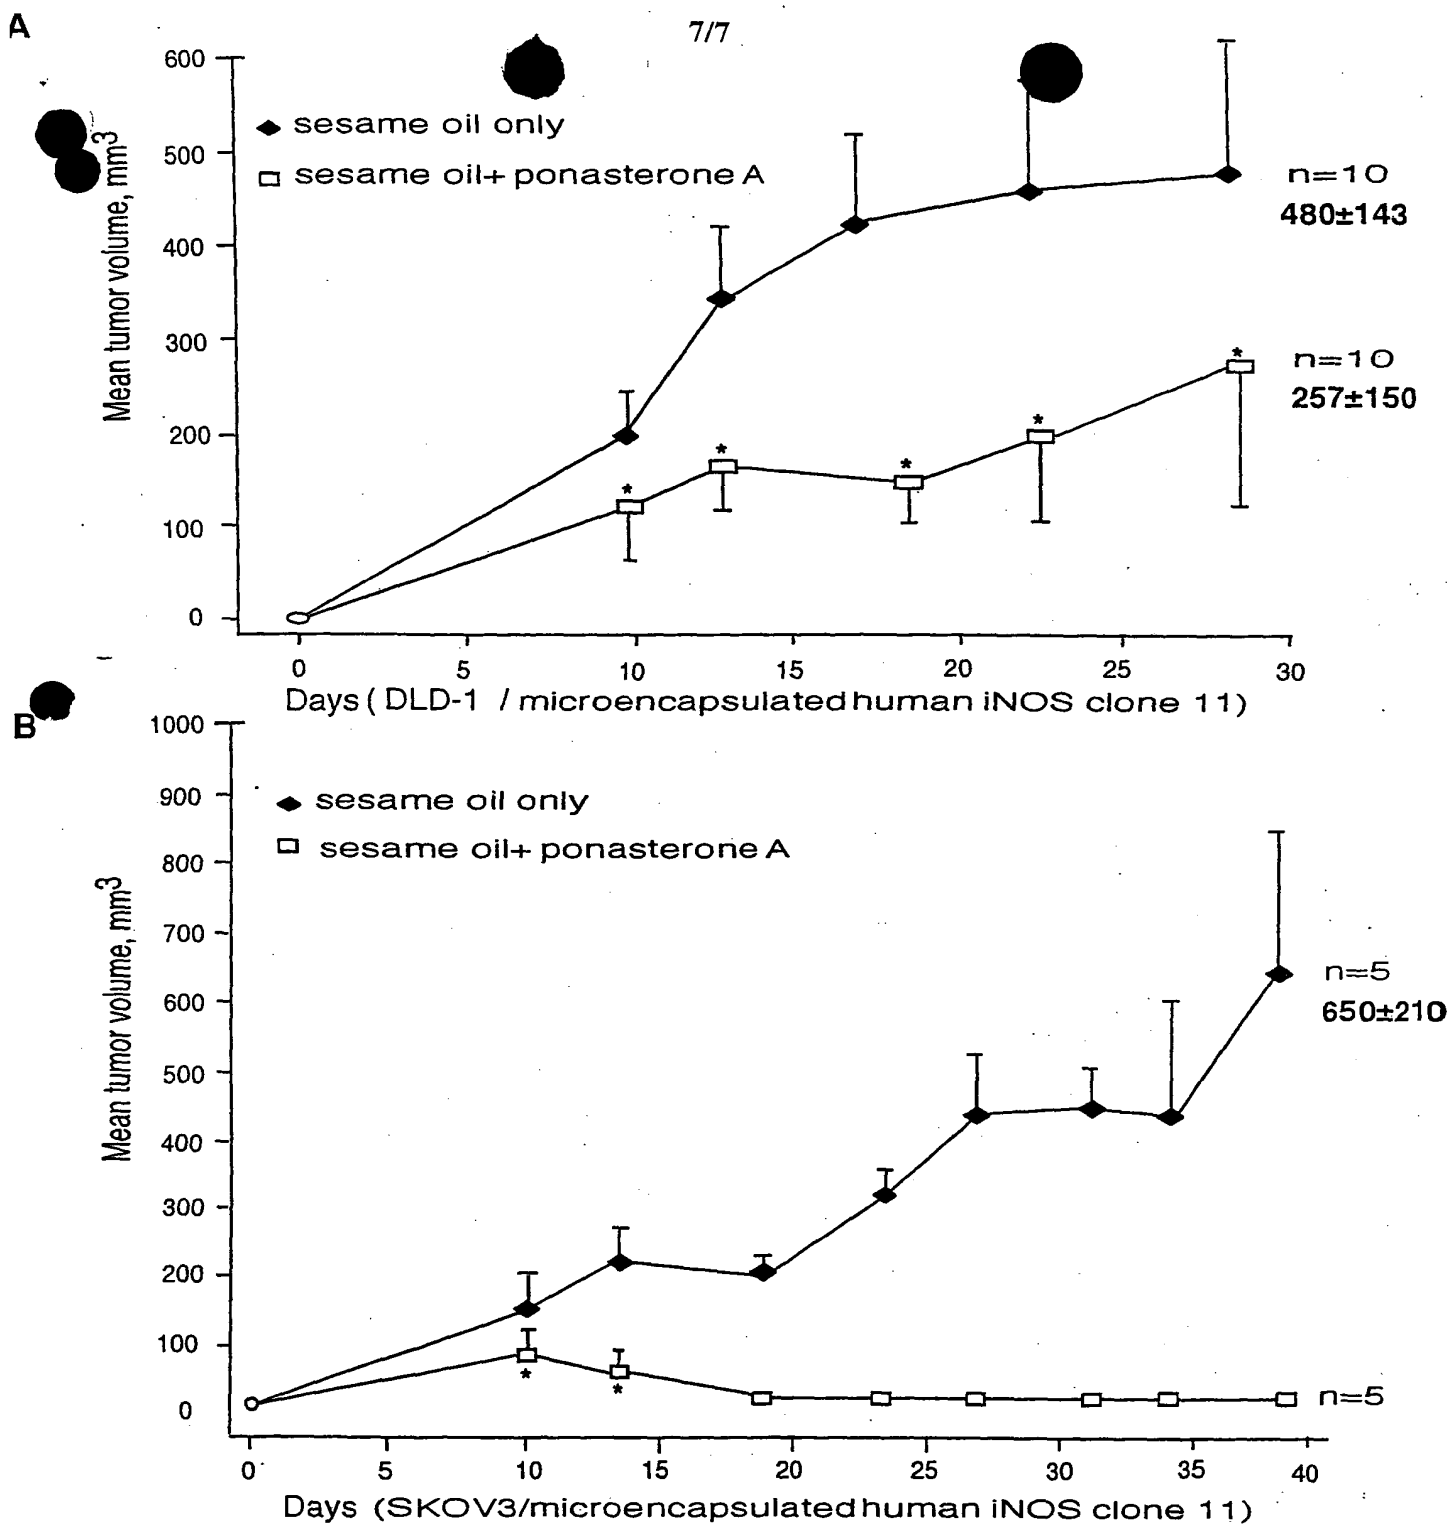 7/7
A
600
500
400
300
200
100
0
Mean tumor volume, mm3
sesame oil only
sesame oil+ ponasterone A
n=10
480±143
n=10
257±150
*
*
*
*
*
0 5 10 15 20 25 30
Days ( DLD-1 / microencapsulated human iNOS clone 11)
B
1000
900
800
700
600
500
400
300
200
100
0
Mean tumor volume, mm3
sesame oil only
sesame oil+ ponasterone A
n=5
650±210
*
*
n=5
0 5 10 15 20 25 30 35 40
Days (SKOV3/microencapsulated human iNOS clone 11)